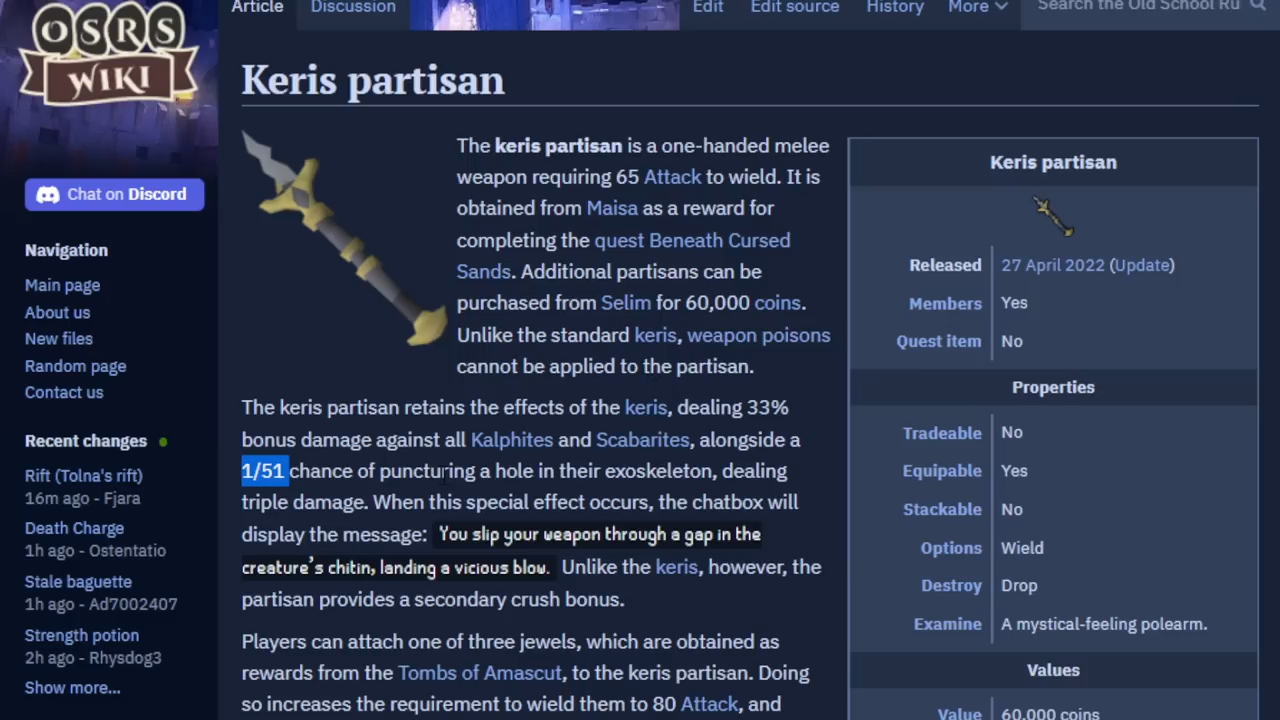 Article
Discussion
Edit
Edit source
History
More
Search the Old School Ru
OSRS
WIKI
Chat on Discord
Navigation
Main page
About us
New files
Random page
Contact us
Recent changes
Rift (Tolna's rift)
16m ago - Fjara
Death Charge
1h ago - Ostentatio
Stale baguette
1h ago - Ad7002407
Strength potion
2h ago - Rhysdog3
Show more...
Keris partisan
The keris partisan is a one-handed melee
weapon requiring 65 Attack to wield. It is
obtained from Maisa as a reward for
completing the quest Beneath Cursed
Sands. Additional partisans can be
purchased from Selim for 60,000 coins.
Unlike the standard keris, weapon poisons
cannot be applied to the partisan.
The keris partisan retains the effects of the keris, dealing 33%
bonus damage against all Kalphites and Scabarites, alongside a
1/51 chance of puncturing a hole in their exoskeleton, dealing
triple damage. When this special effect occurs, the chatbox will
display the message: You slip your weapon through a gap in the
creature's chitin, landing a vicious blow. Unlike the keris, however, the
partisan provides a secondary crush bonus.
Players can attach one of three jewels, which are obtained as
rewards from the Tombs of Amascut, to the keris partisan. Doing
so increases the requirement to wield them to 80 Attack, and
Keris partisan
Released 27 April 2022 (Update)
Members Yes
Quest item No
Properties
Tradeable No
Equipable Yes
Stackable No
Options Wield
Destroy Drop
Examine A mystical-feeling polearm.
Values
Value 60,000 coins